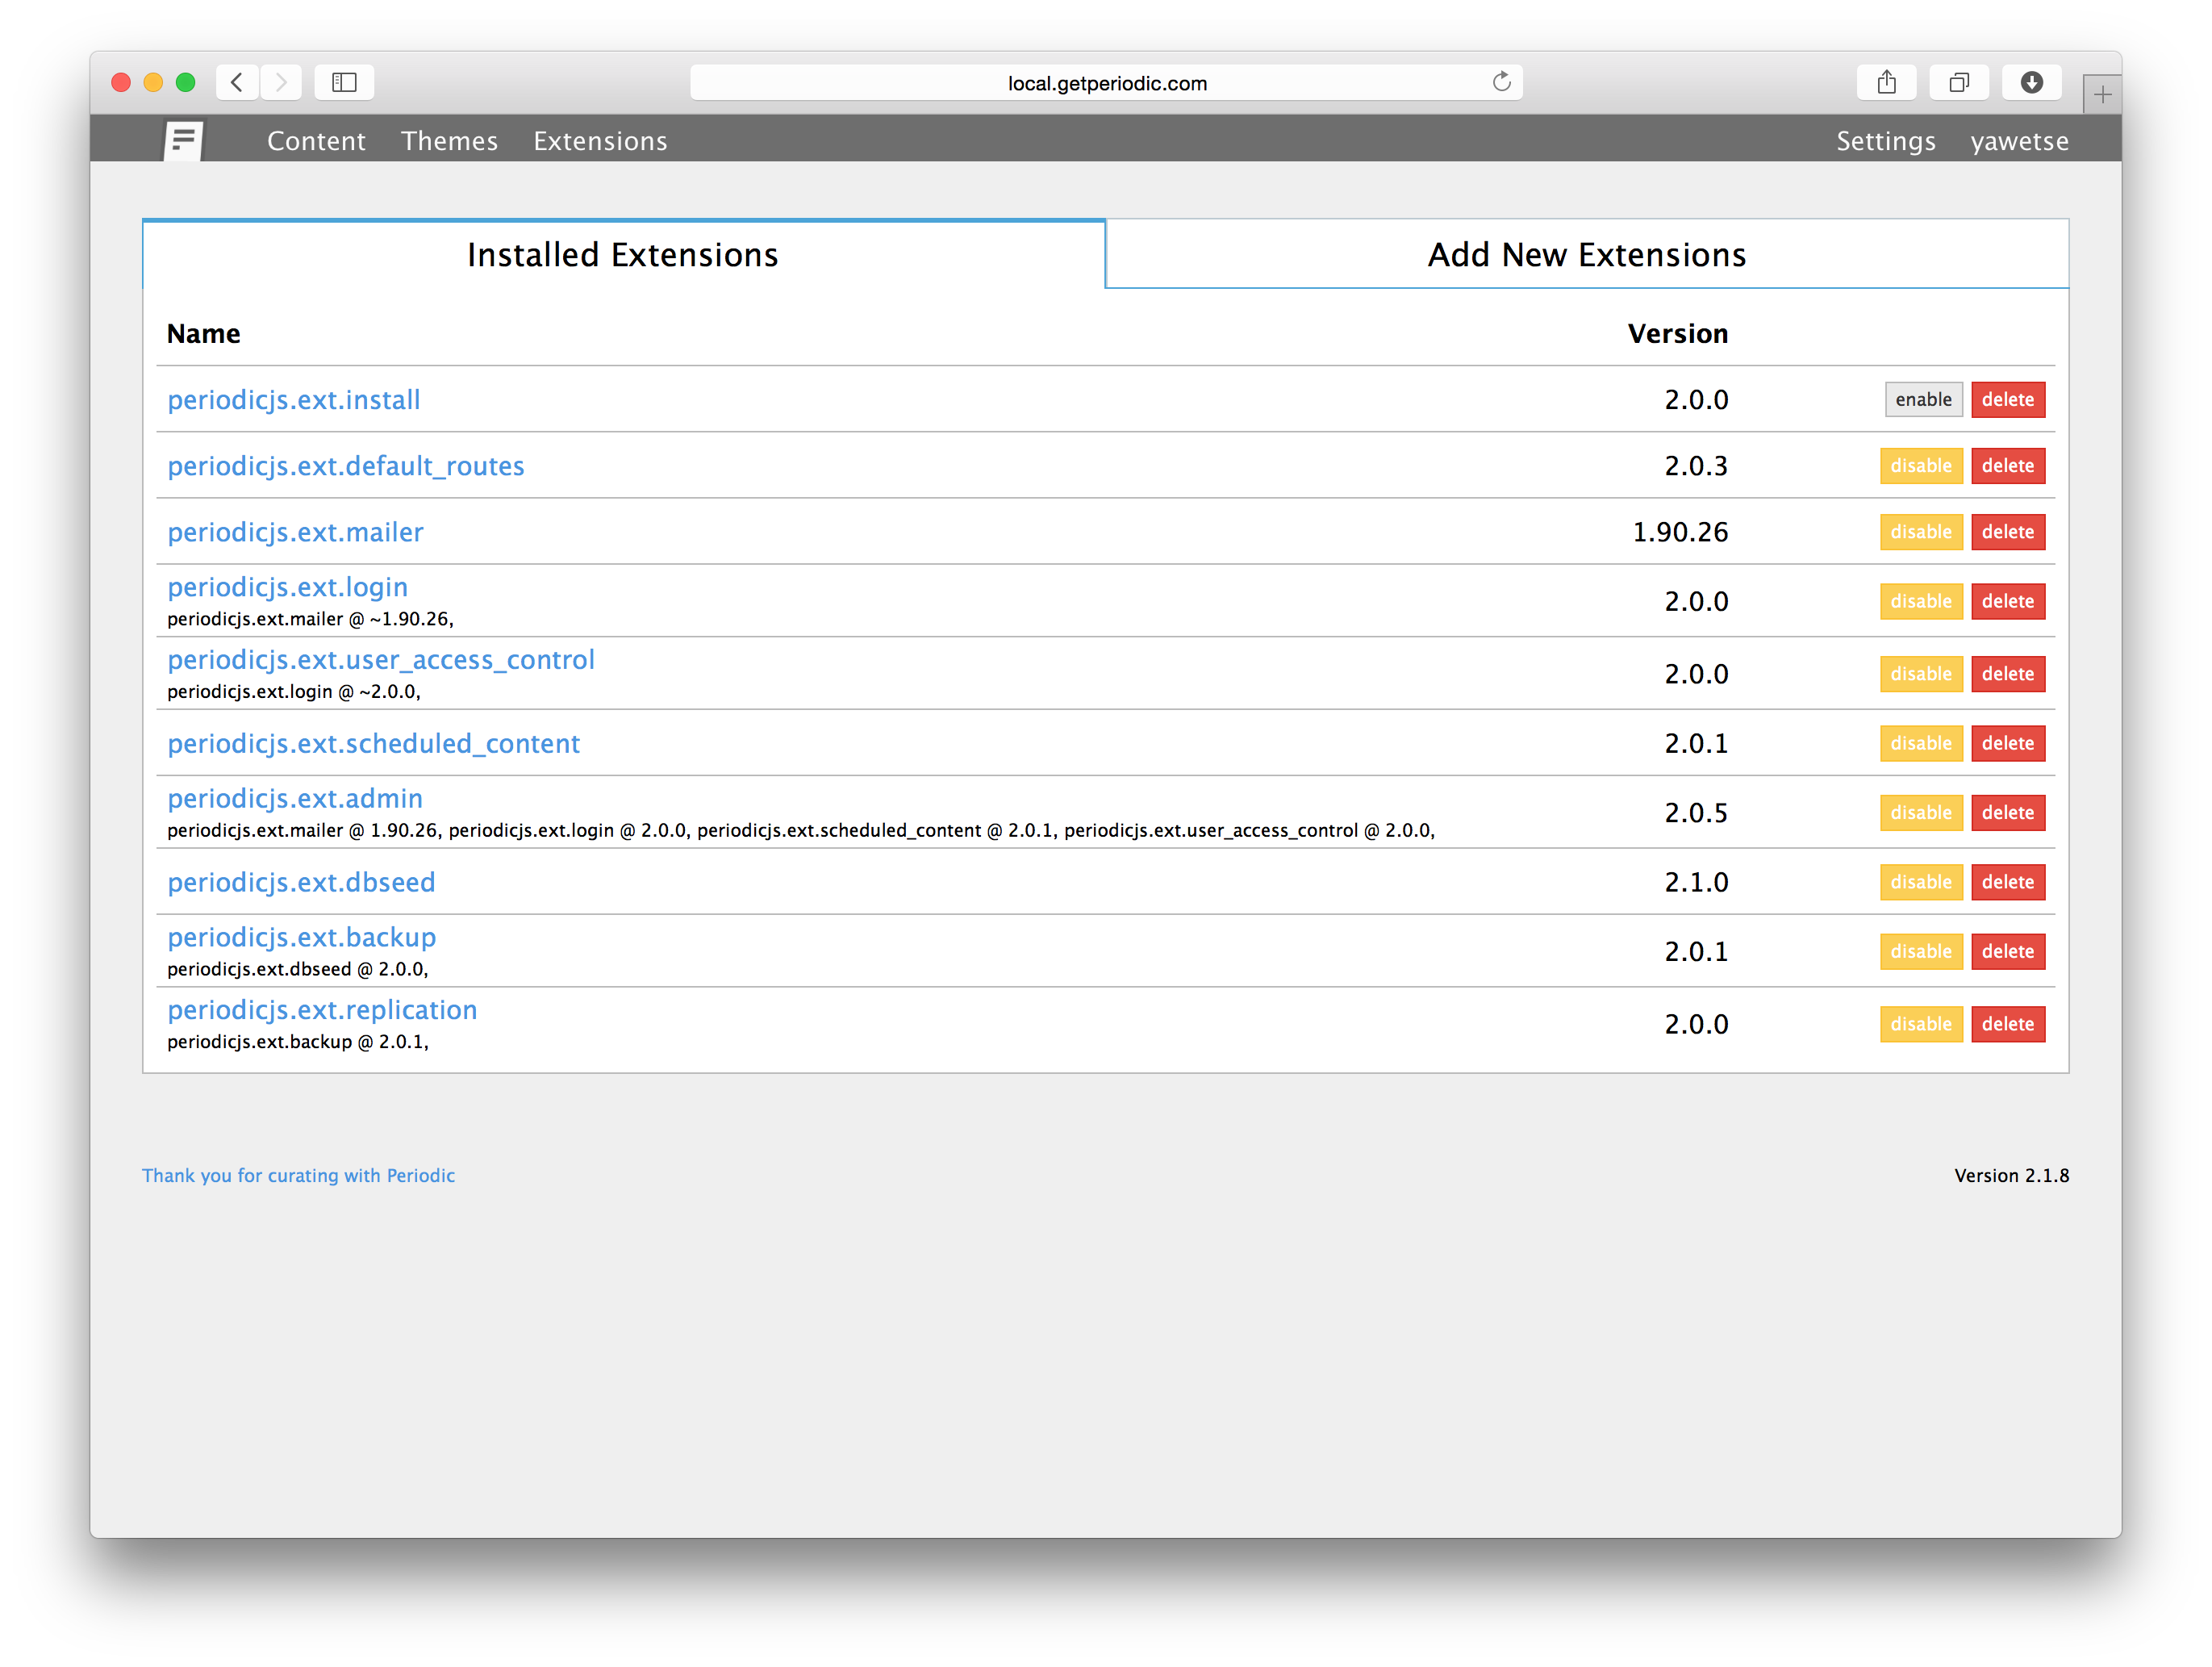 local.getperiodic.com
Content Themes Extensions Settings yawetse
Installed Extensions Add New Extensions
Name Version
periodicjs.ext.install 2.0.0 enable delete
periodicjs.ext.default_routes 2.0.3 disable delete
periodicjs.ext.mailer 1.90.26 disable delete
periodicjs.ext.login 2.0.0 disable delete
periodicjs.ext.mailer @ ~1.90.26,
periodicjs.ext.user_access_control 2.0.0 disable delete
periodicjs.ext.login @ ~2.0.0,
periodicjs.ext.scheduled_content 2.0.1 disable delete
periodicjs.ext.admin 2.0.5 disable delete
periodicjs.ext.mailer @ 1.90.26, periodicjs.ext.login @ 2.0.0, periodicjs.ext.scheduled_content @ 2.0.1, periodicjs.ext.user_access_control @ 2.0.0,
periodicjs.ext.dbseed 2.1.0 disable delete
periodicjs.ext.backup 2.0.1 disable delete
periodicjs.ext.dbseed @ 2.0.0,
periodicjs.ext.replication 2.0.0 disable delete
periodicjs.ext.backup @ 2.0.1,
Thank you for curating with Periodic Version 2.1.8